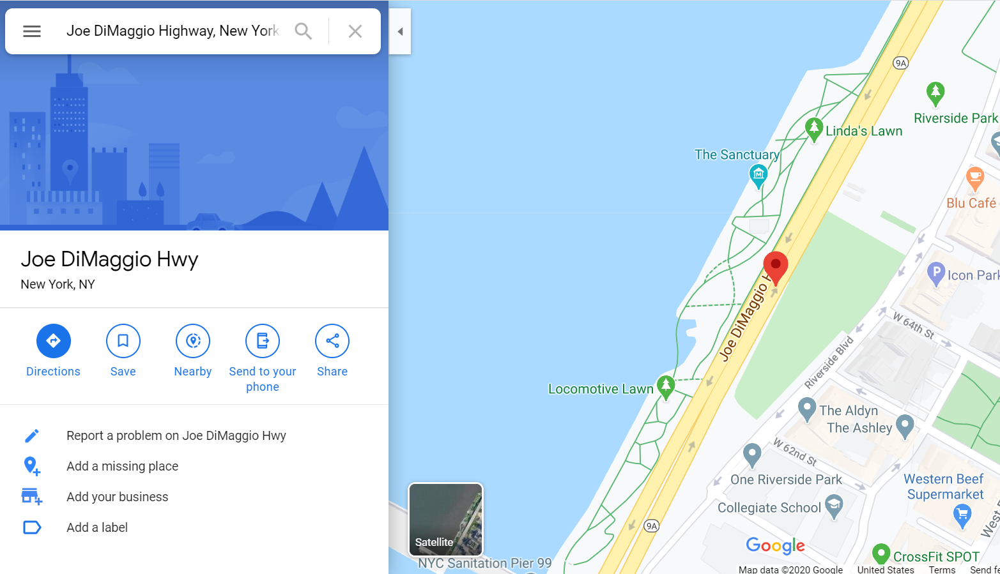 Joe DiMaggio Highway, New York
Joe DiMaggio Hwy
New York, NY
Directions
Save
Nearby
Send to your
phone
Share
Report a problem on Joe DiMaggio Hwy
Add a missing place
Add your business
Add a label
9A
Riverside Park
Linda's Lawn
The Sanctuary
Blu Café
Icon Park
Joe DiMaggio H
W 64th St
Riverside Blvd
Locomotive Lawn
The Aldyn
The Ashley
W 62nd St
One Riverside Park
Western Beef
Supermarket
Collegiate School
9A
West E
Satellite
Google
CrossFit SPOT
NYC Sanitation Pier 99
Map data ©2020 Google
United States
Terms
Send fe